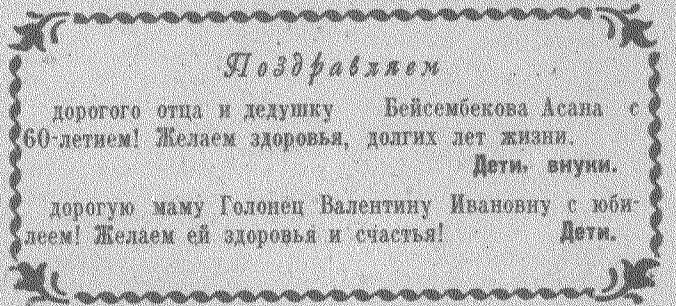 Поздравляем
дорогого отца и дедушку Бейсембекова Асана с
60-летием! Желаем здоровья, долгих лет жизни.
Дети, внуки.
дорогую маму Голонец Валентину Ивановну с юби-
леем! Желаем ей здоровья и счастья! Дети.